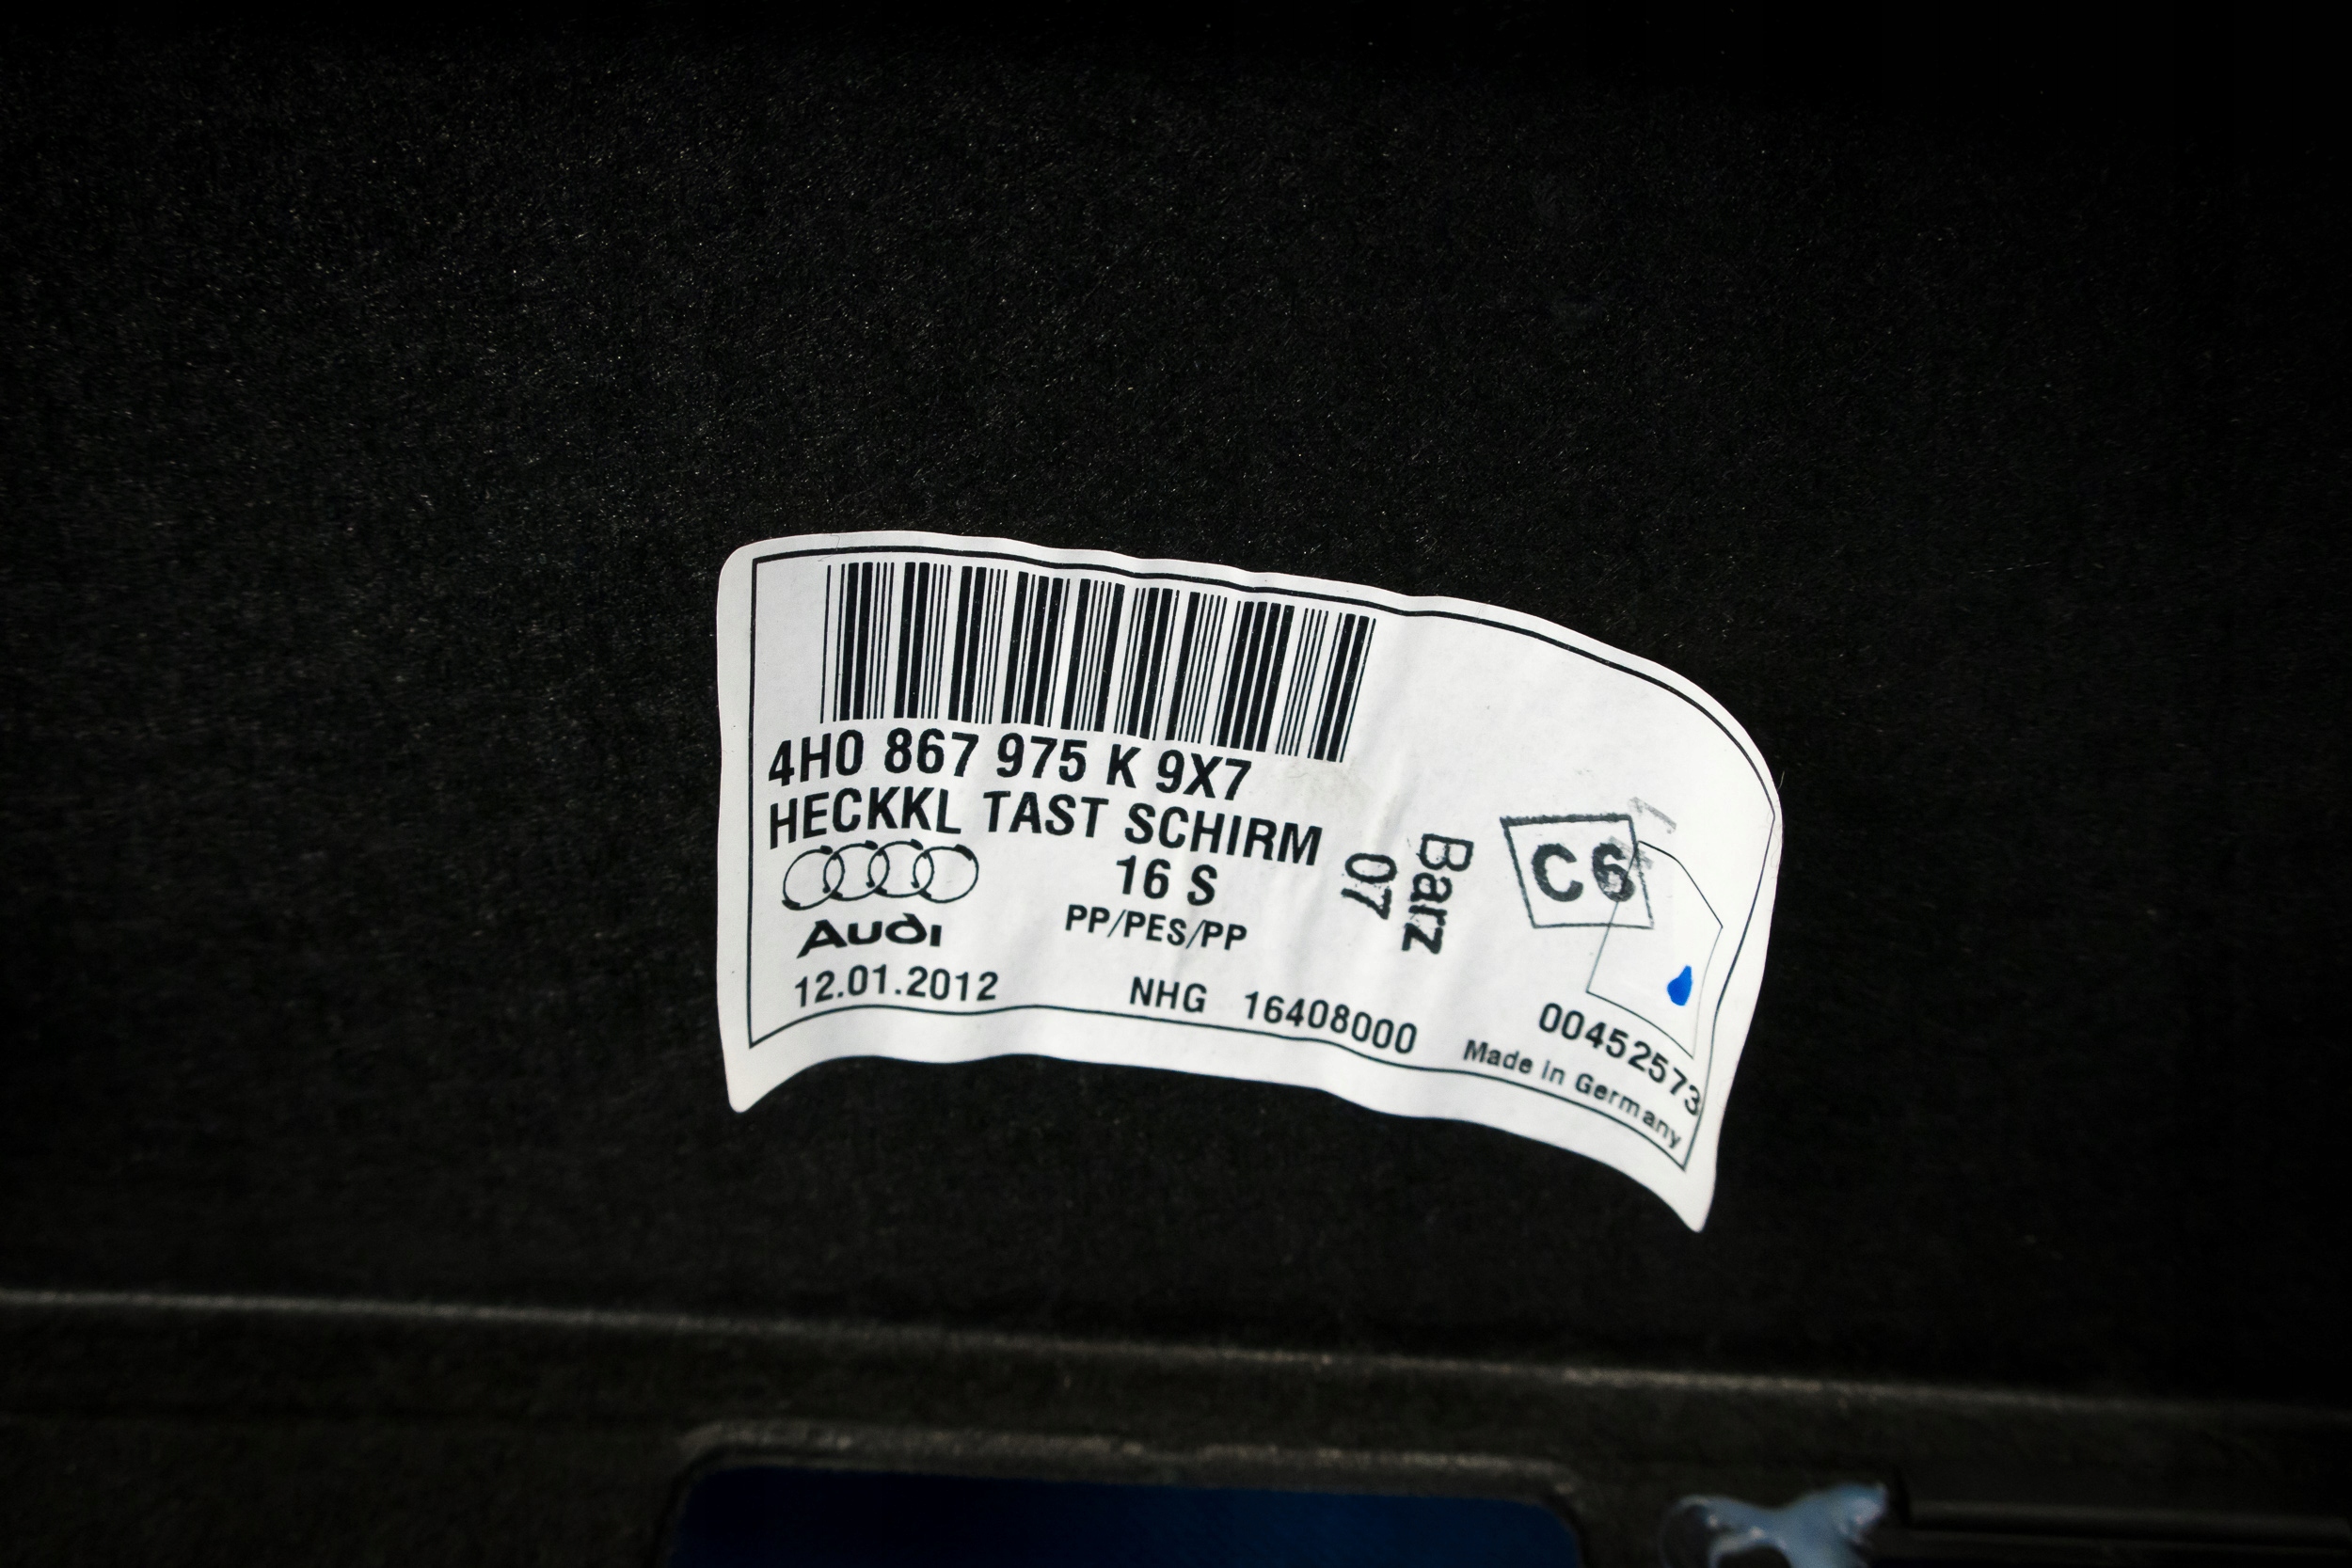 4H0 867 975 K 9X7
HECKKL TAST SCHIRM
16 S
Audi
PP/PES/PP
12.01.2012 NHG 16408000
Barz
07
C6
00452573
Made in Germany